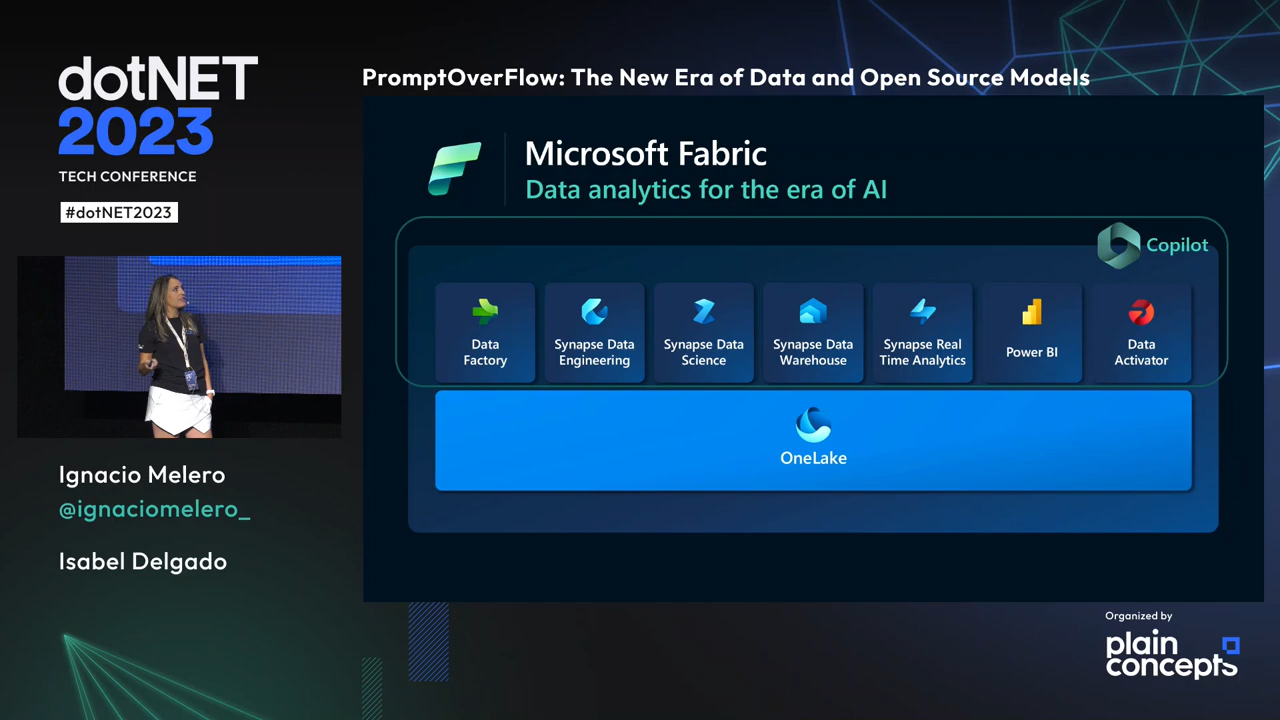 dotNET
2023
TECH CONFERENCE
#dotNET2023
Ignacio Melero
@ignaciomelero_
Isabel Delgado
PromptOverFlow: The New Era of Data and Open Source Models
Microsoft Fabric
Data analytics for the era of AI
Copilot
Data
Factory
Synapse Data
Engineering
Synapse Data
Science
Synapse Data
Warehouse
Synapse Real
Time Analytics
Power BI
Data
Activator
OneLake
Organized by
plain
concepts